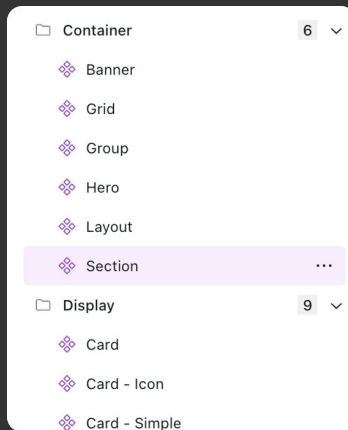 Container 6
Banner
Grid
Group
Hero
Layout
Section
Display 9
Card
Card - Icon
Card - Simple